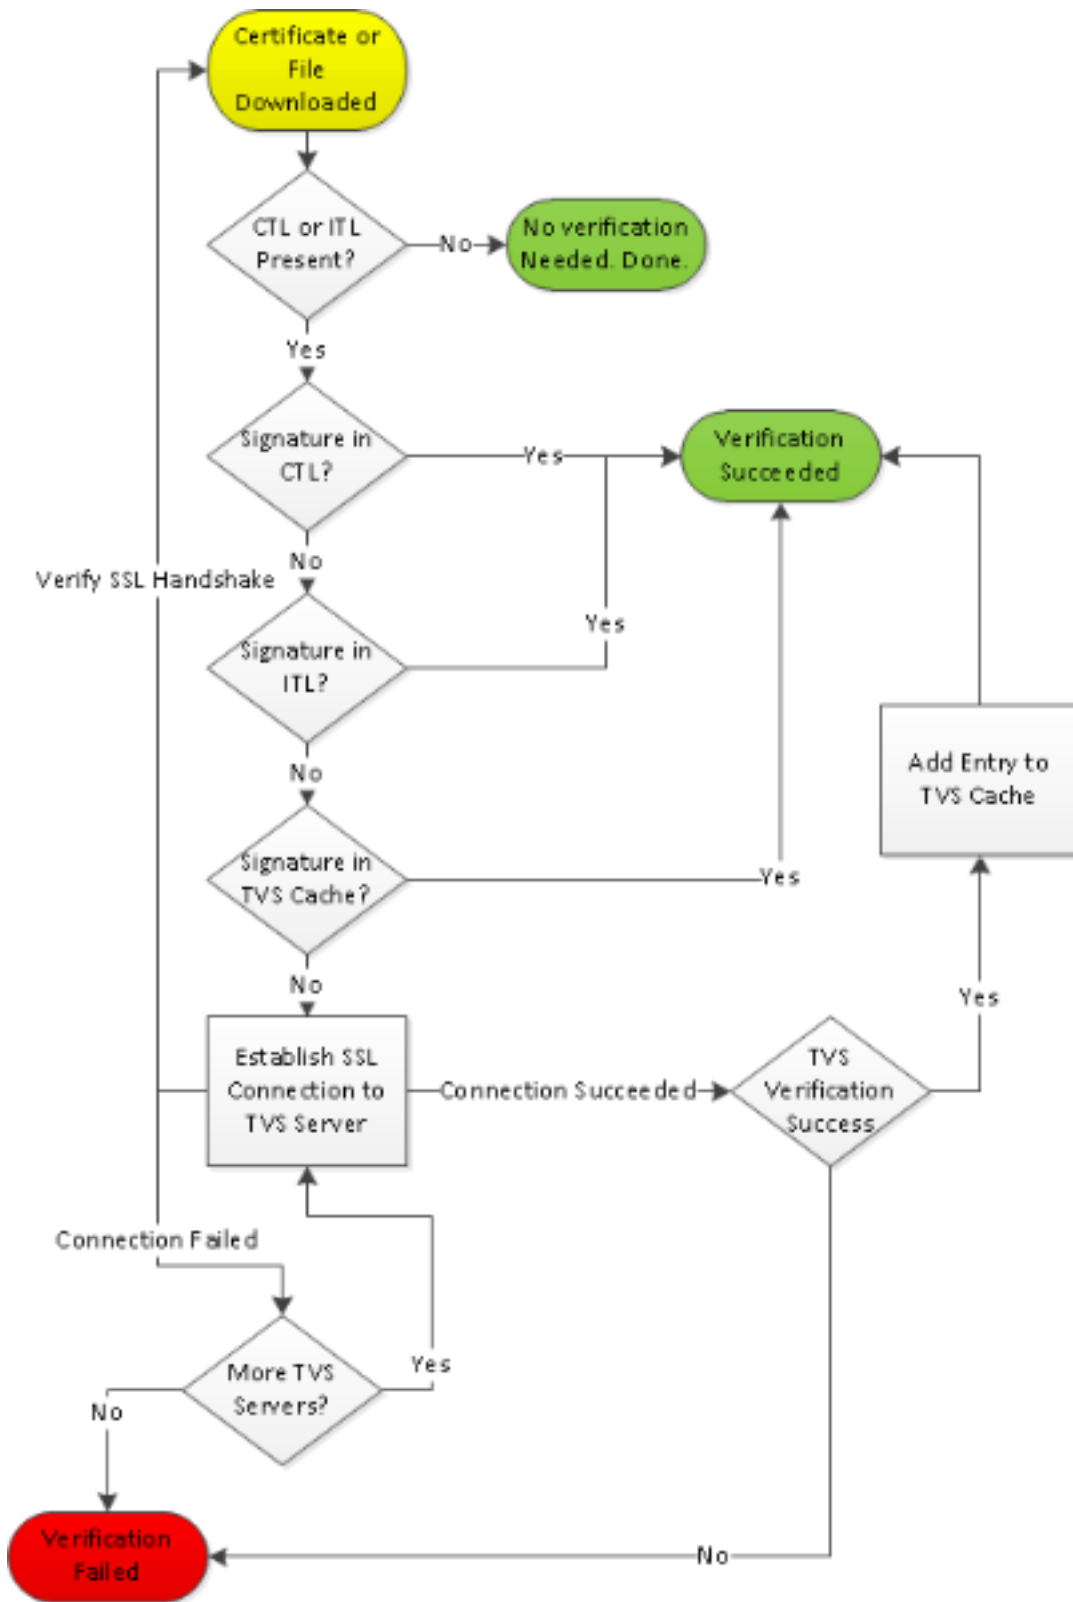 Certificate or
File
Downloaded
CTL or ITL
Present?
No
No verification
Needed. Done.
Yes
Signature in
CTL?
Yes
Verification
Succeeded
No
Verify SSL Handshake
Signature in
ITL?
Yes
No
Add Entry to
TVS Cache
Signature in
TVS Cache?
Yes
No
Yes
Establish SSL
Connection to
TVS Server
Connection Succeeded
TVS
Verification
Success
Connection Failed
More TVS
Servers?
Yes
No
Verification
Failed
No